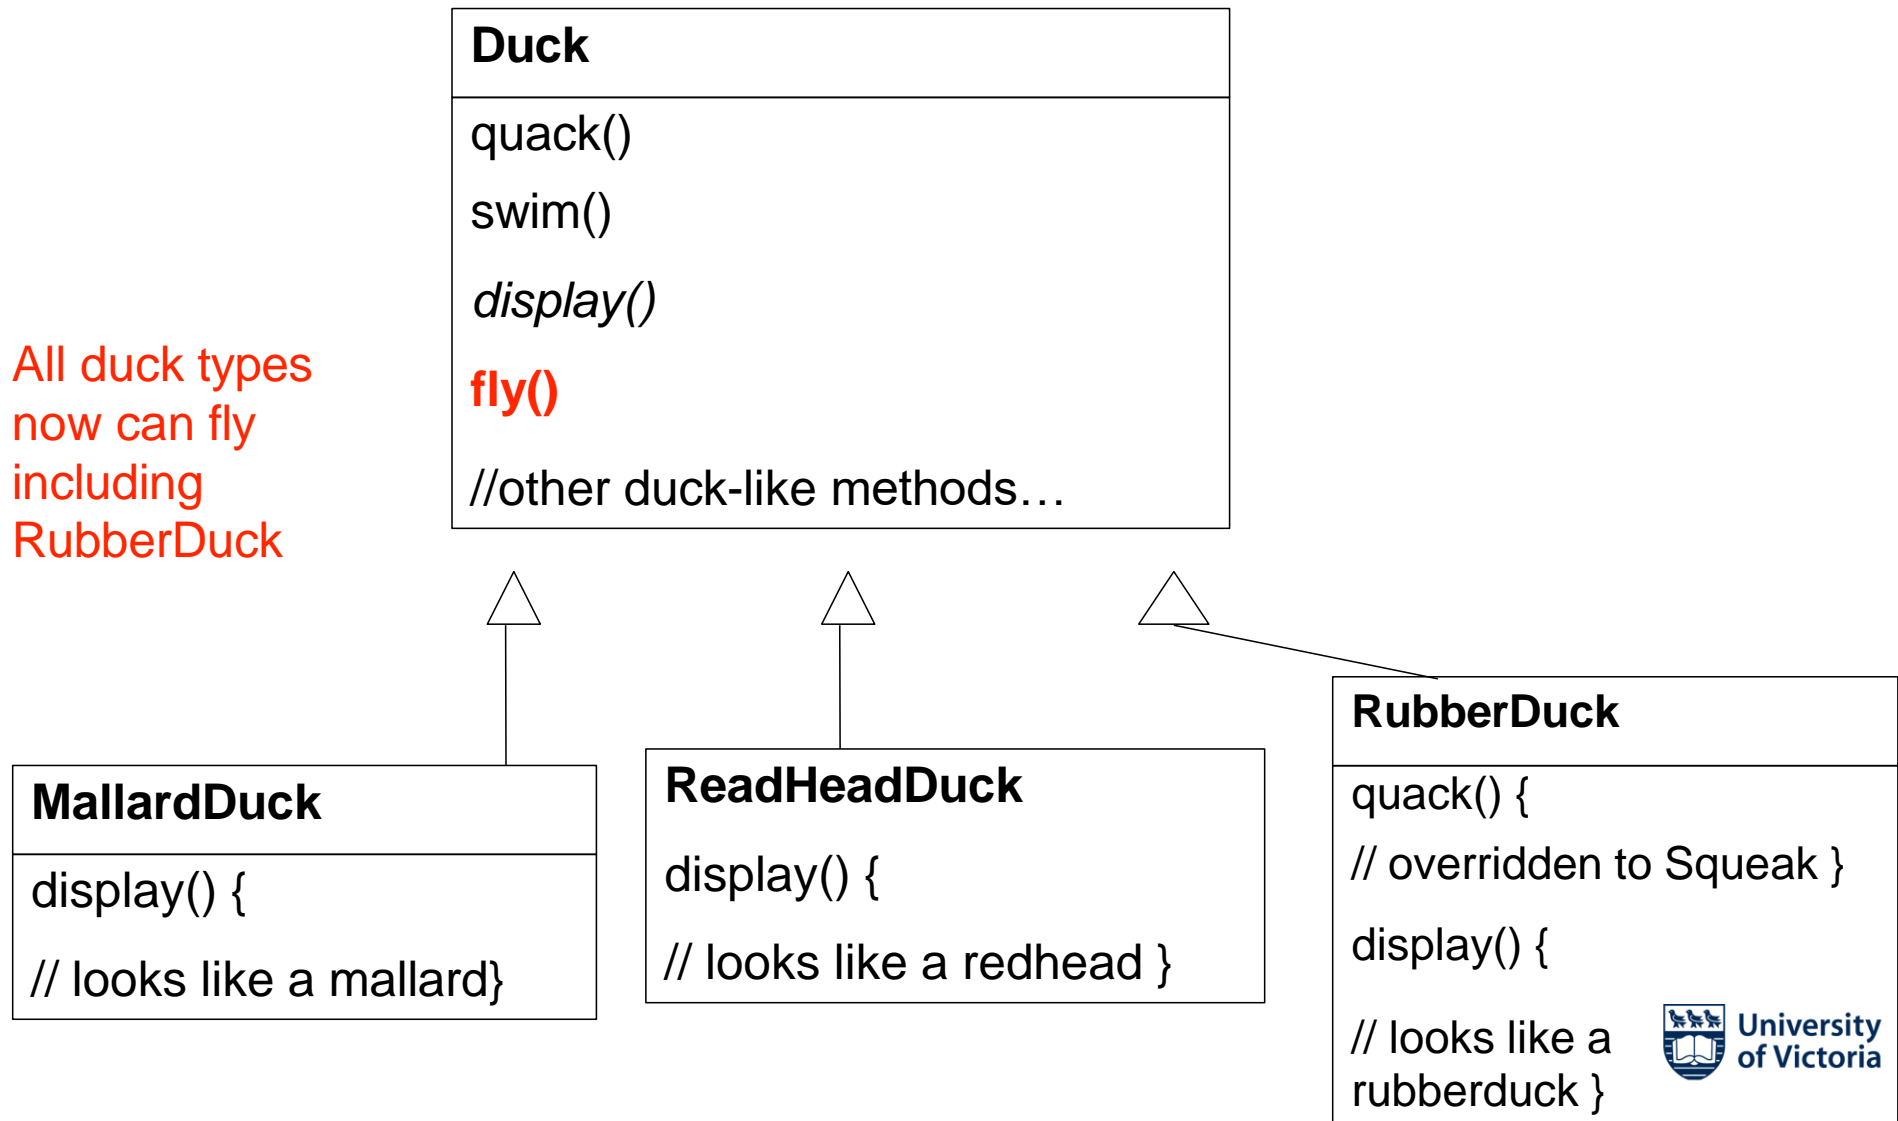 Duck
quack()
swim()
display()
fly()
//other duck-like methods…
All duck types
now can fly
including
RubberDuck
MallardDuck
display() {
// looks like a mallard}
ReadHeadDuck
display() {
// looks like a redhead }
RubberDuck
quack() {
// overridden to Squeak }
display() {
// looks like a
rubberduck }
University
of Victoria